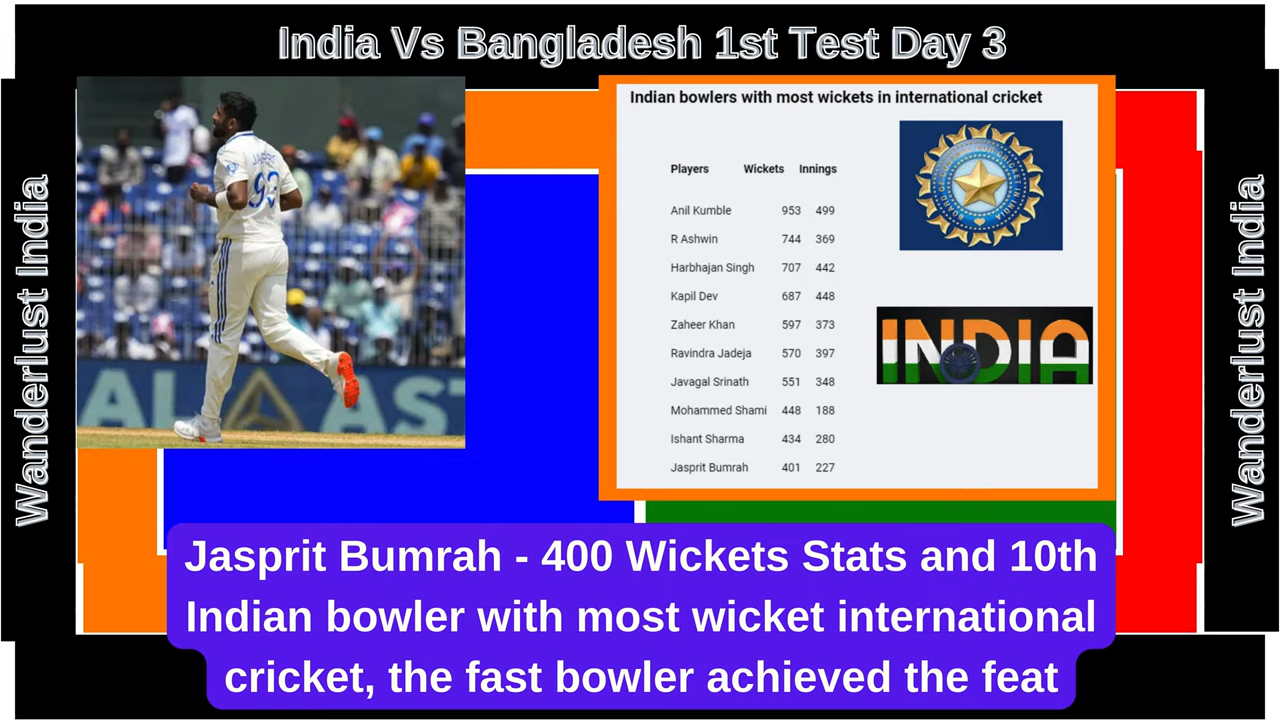 India Vs Bangladesh 1st Test Day 3
Wanderlust India
JASPRIT
93
AL AST
Indian bowlers with most wickets in international cricket
Players Wickets Innings
Anil Kumble 953 499
R Ashwin 744 369
Harbhajan Singh 707 442
Kapil Dev 687 448
Zaheer Khan 597 373
Ravindra Jadeja 570 397
Javagal Srinath 551 348
Mohammed Shami 448 188
Ishant Sharma 434 280
Jasprit Bumrah 401 227
INDIA
Wanderlust India
Jasprit Bumrah - 400 Wickets Stats and 10th
Indian bowler with most wicket international
cricket, the fast bowler achieved the feat